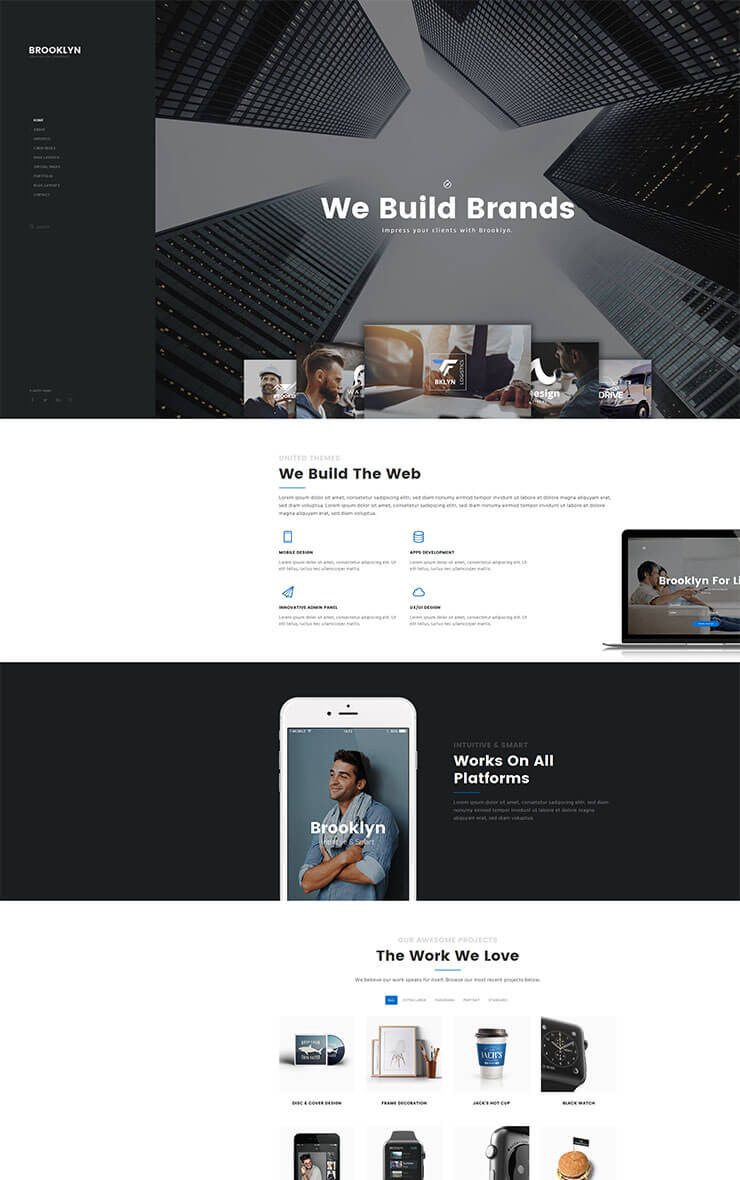 BROOKLYN
HOME
ABOUT
SERVICES
PAGE LAYOUTS
SPECIAL PAGES
PORTFOLIO
BLOG LAYOUTS
CONTACT
SEARCH
We Build Brands
Impress your clients with Brooklyn.
BKLYN
LOGISTICS
DRIVE
UNITED THEMES
We Build The Web
Lorem ipsum dolor sit amet, consetetur sadipscing elitr, sed diam nonumy eirmod tempor invidunt ut labore et dolore magna aliquyam erat,
sed diam voluptua. Lorem ipsum dolor sit amet, consetetur sadipscing elitr, sed diam nonumy eirmod tempor invidunt ut labore et dolore magna
aliquyam erat, sed diam voluptua.
MOBILE DESIGN
APPS DEVELOPMENT
Lorem ipsum dolor sit amet, consectetur adipiscing elit. Ut
elit tellus, luctus nec ullamcorper mattis.
Lorem ipsum dolor sit amet, consectetur adipiscing elit. Ut
elit tellus, luctus nec ullamcorper mattis.
INNOVATIVE ADMIN PANEL
UX/UI DESIGN
Lorem ipsum dolor sit amet, consectetur adipiscing elit. Ut
elit tellus, luctus nec ullamcorper mattis.
Lorem ipsum dolor sit amet, consectetur adipiscing elit. Ut
elit tellus, luctus nec ullamcorper mattis.
Brooklyn For Li
Brooklyn
INTUITIVE & SMART
Works On All
Platforms
Lorem ipsum dolor sit amet, consetetur sadipscing elitr, sed diam
nonumy eirmod tempor invidunt ut labore et dolore magna
aliquyam erat, sed diam voluptua.
OUR AWESOME PROJECTS
The Work We Love
We believe our work speaks for itself. Browse our most recent projects below.
ALL
EXTRA LARGE
PANORAMA
PORTRAIT
STANDARD
JACK'S
DISC & COVER DESIGN
FRAME DECORATION
JACK'S HOT CUP
BLACK WATCH